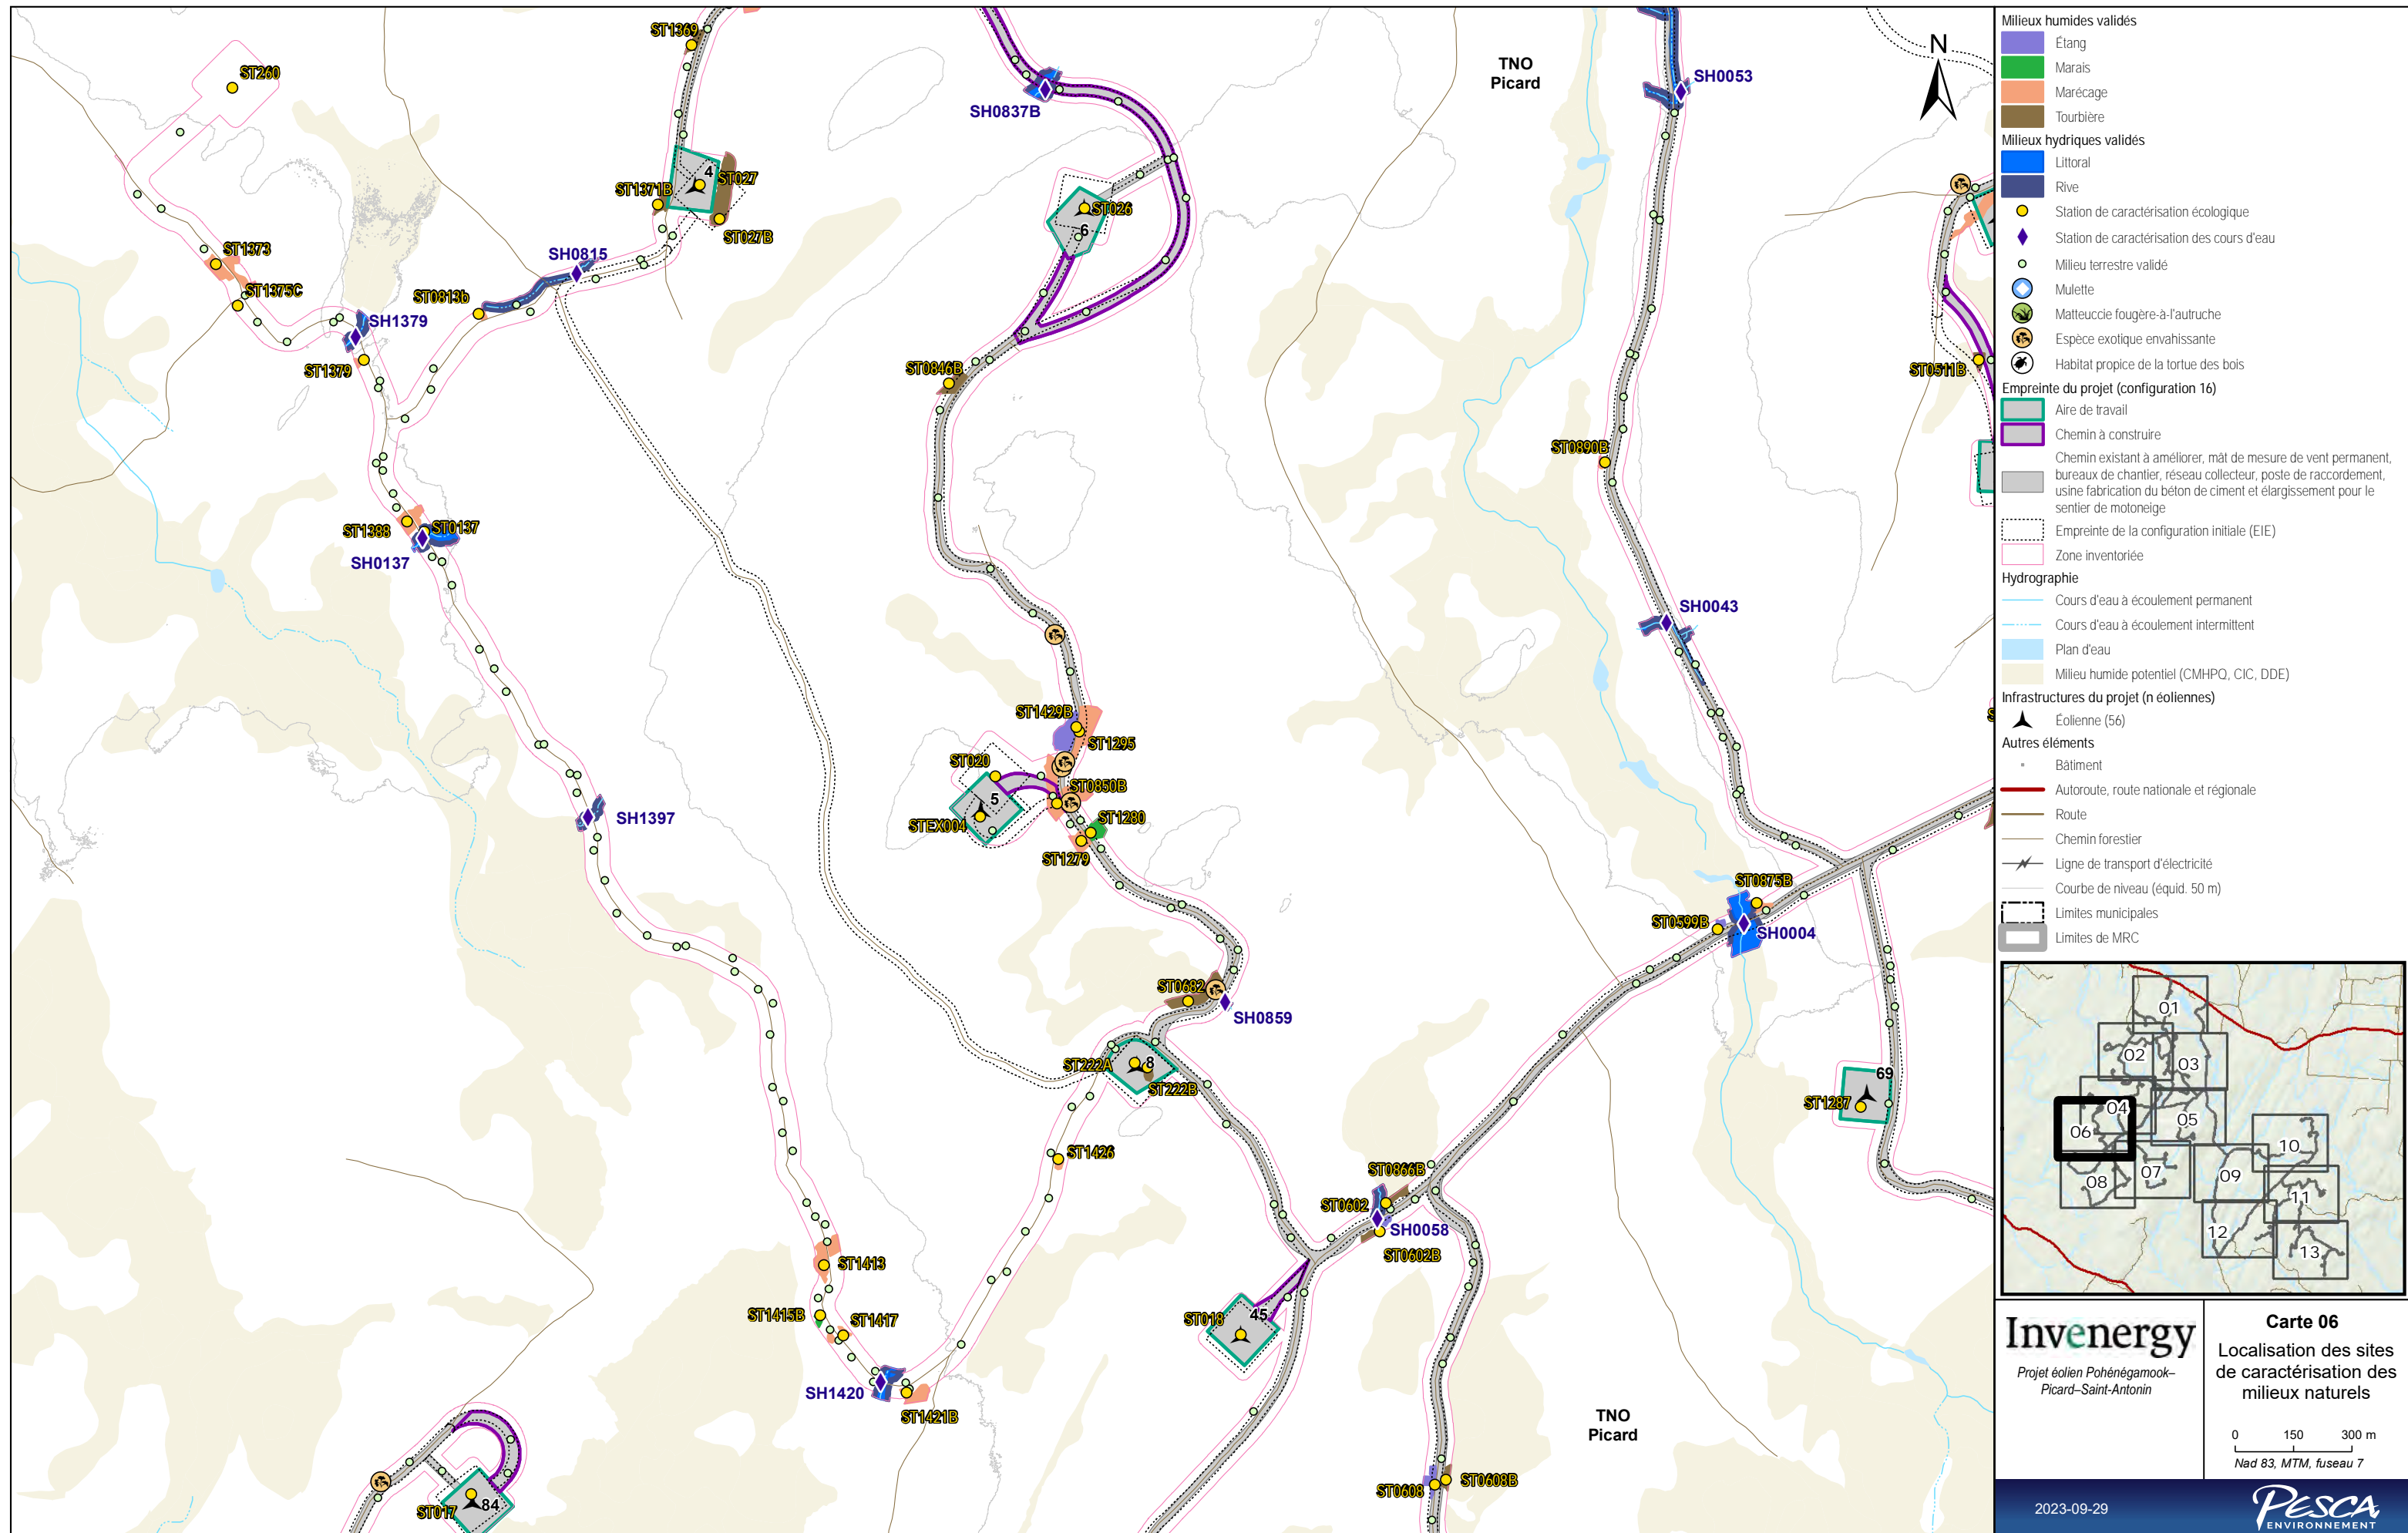 ST1369
ST260
TNO
Picard
SH0053
SH0837B
N
4
ST027
ST1371B
ST027B
ST026
6
ST1373
SH0815
ST1375C
ST0813b
SH1379
ST1379
ST0846B
ST0511B
ST0890B
ST1388
ST0137
SH0137
SH0043
ST1429B
ST1295
ST020
5
ST0850B
STEX004
ST1280
ST1279
SH1397
ST0875B
ST0599B
SH0004
ST0682
SH0859
ST222A
8
ST222B
69
ST1287
ST1426
ST0866B
ST0602
SH0058
ST0602B
ST1413
ST1415B
ST1417
ST018
45
SH1420
ST1421B
TNO
Picard
ST017
84
ST0608
ST0608B
Milieux humides validés
Étang
Marais
Marécage
Tourbière
Milieux hydriques validés
Littoral
Rive
Station de caractérisation écologique
Station de caractérisation des cours d'eau
Milieu terrestre validé
Mulette
Matteuccie fougère-à-l'autruche
Espèce exotique envahissante
Habitat propice de la tortue des bois
Empreinte du projet (configuration 16)
Aire de travail
Chemin à construire
Chemin existant à améliorer, mât de mesure de vent permanent,
bureaux de chantier, réseau collecteur, poste de raccordement,
usine fabrication du béton de ciment et élargissement pour le
sentier de motoneige
Empreinte de la configuration initiale (EIE)
Zone inventoriée
Hydrographie
Cours d'eau à écoulement permanent
Cours d'eau à écoulement intermittent
Plan d'eau
Milieu humide potentiel (CMHPQ, CIC, DDE)
Infrastructures du projet (n éoliennes)
Éolienne (56)
Autres éléments
Bâtiment
Autoroute, route nationale et régionale
Route
Chemin forestier
Ligne de transport d'électricité
Courbe de niveau (équid. 50 m)
Limites municipales
Limites de MRC
01
02
03
04
05
06
07
08
09
10
11
12
13
Invenergy
Projet éolien Pohénégamook–
Picard–Saint-Antonin
Carte 06
Localisation des sites
de caractérisation des
milieux naturels
0 150 300 m
Nad 83, MTM, fuseau 7
2023-09-29
PESCA
ENVIRONNEMENT